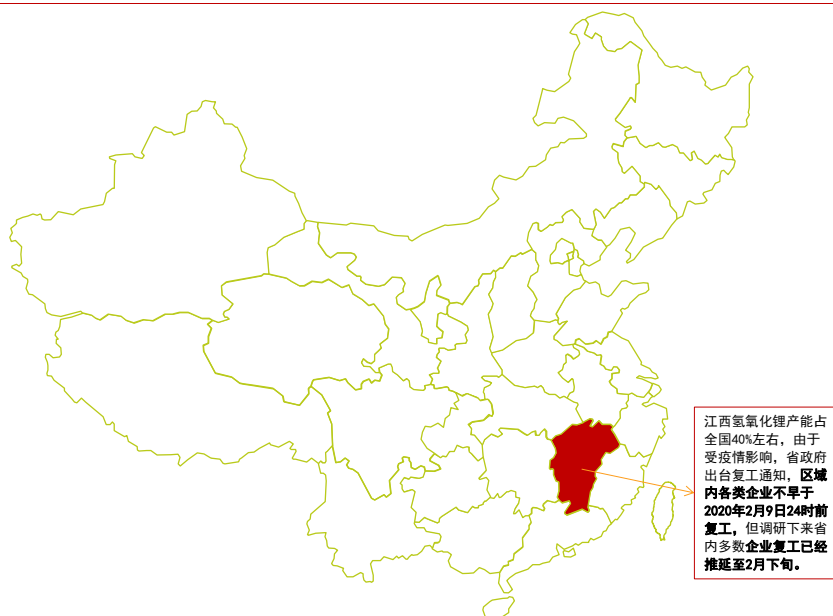 江西氢氧化锂产能占
全国40%左右，由于
受疫情影响，省政府
出台复工通知，区域
内各类企业不早于
2020年2月9日24时前
复工，但调研下来省
内多数企业复工已经
推延至2月下旬。